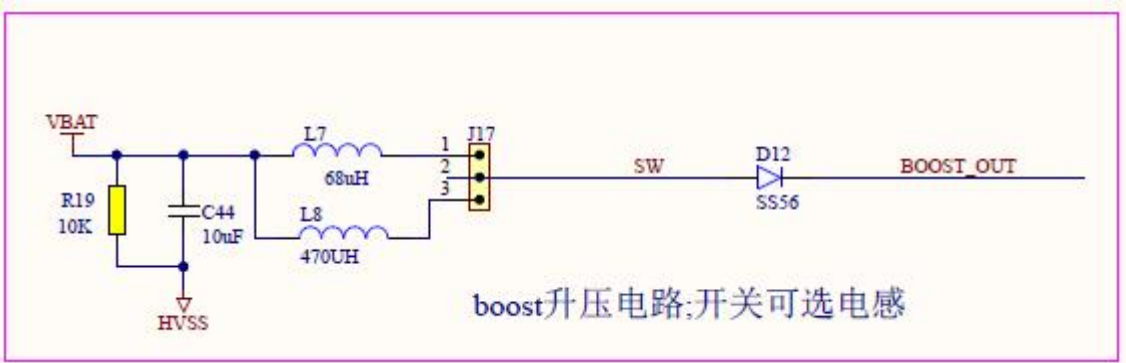 VBAT
R19
10K
C44
10uF
HVSS
L7
68uH
L8
470UH
J17
1
2
3
SW
D12
SS56
BOOST_OUT
boost升压电路;开关可选电感